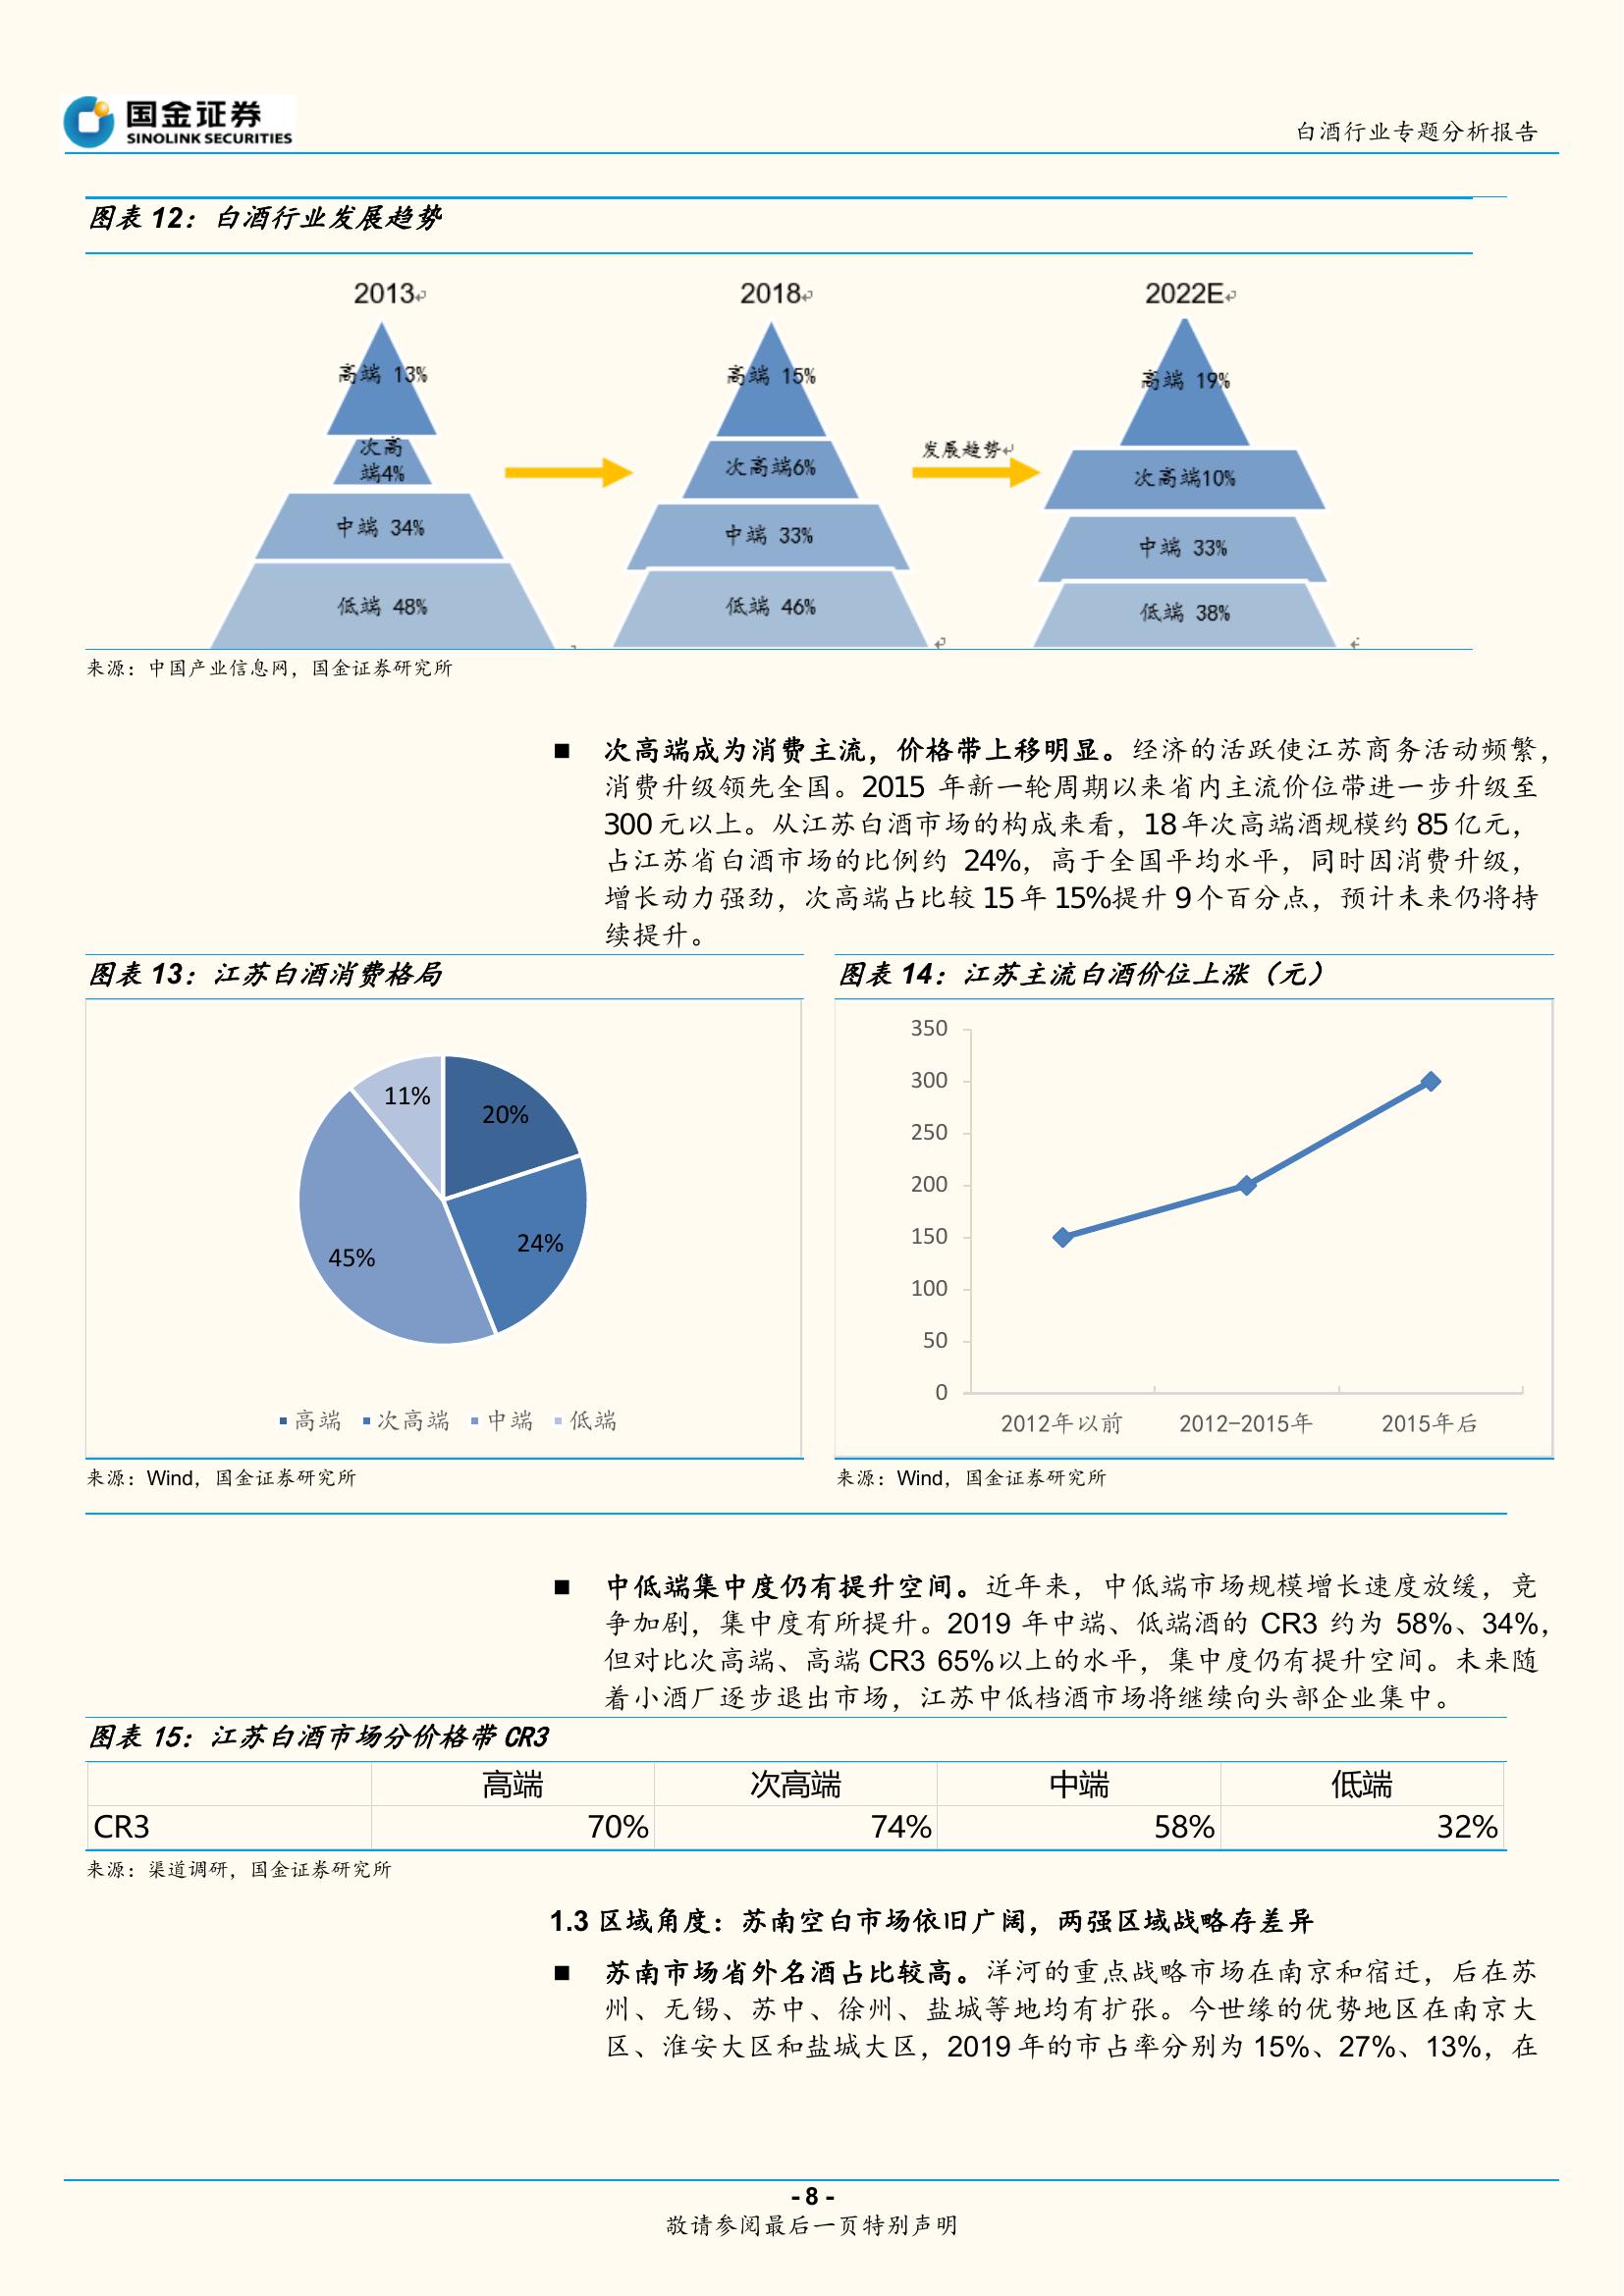 国金证券
SINOLINK SECURITIES
白酒行业专题分析报告
图表 12：白酒行业发展趋势
2013
2018
2022E
高端 13%
高端 15%
高端 19%
次高
端4%
次高端6%
发展趋势
次高端10%
中端 34%
中端 33%
中端 33%
低端 48%
低端 46%
低端 38%
来源：中国产业信息网，国金证券研究所
■ 次高端成为消费主流，价格带上移明显。经济的活跃使江苏商务活动频繁，
消费升级领先全国。2015 年新一轮周期以来省内主流价位带进一步升级至
300 元以上。从江苏白酒市场的构成来看，18 年次高端酒规模约 85 亿元，
占江苏省白酒市场的比例约 24%，高于全国平均水平，同时因消费升级，
增长动力强劲，次高端占比较 15 年 15%提升 9 个百分点，预计未来仍将持
续提升。
图表 13：江苏白酒消费格局
11%
20%
24%
45%
高端 次高端 中端 低端
来源：Wind，国金证券研究所
图表 14：江苏主流白酒价位上涨（元）
350
300
250
200
150
100
50
0
2012年以前 2012-2015年 2015年后
来源：Wind，国金证券研究所
■ 中低端集中度仍有提升空间。近年来，中低端市场规模增长速度放缓，竞
争加剧，集中度有所提升。2019 年中端、低端酒的 CR3 约为 58%、34%，
但对比次高端、高端 CR3 65%以上的水平，集中度仍有提升空间。未来随
着小酒厂逐步退出市场，江苏中低档酒市场将继续向头部企业集中。
图表 15：江苏白酒市场分价格带 CR3
高端 次高端 中端 低端
CR3 70% 74% 58% 32%
来源：渠道调研，国金证券研究所
1.3 区域角度：苏南空白市场依旧广阔，两强区域战略存差异
■ 苏南市场省外名酒占比较高。洋河的重点战略市场在南京和宿迁，后在苏
州、无锡、苏中、徐州、盐城等地均有扩张。今世缘的优势地区在南京大
区、淮安大区和盐城大区，2019 年的市占率分别为 15%、27%、13%，在
- 8 -
敬请参阅最后一页特别声明